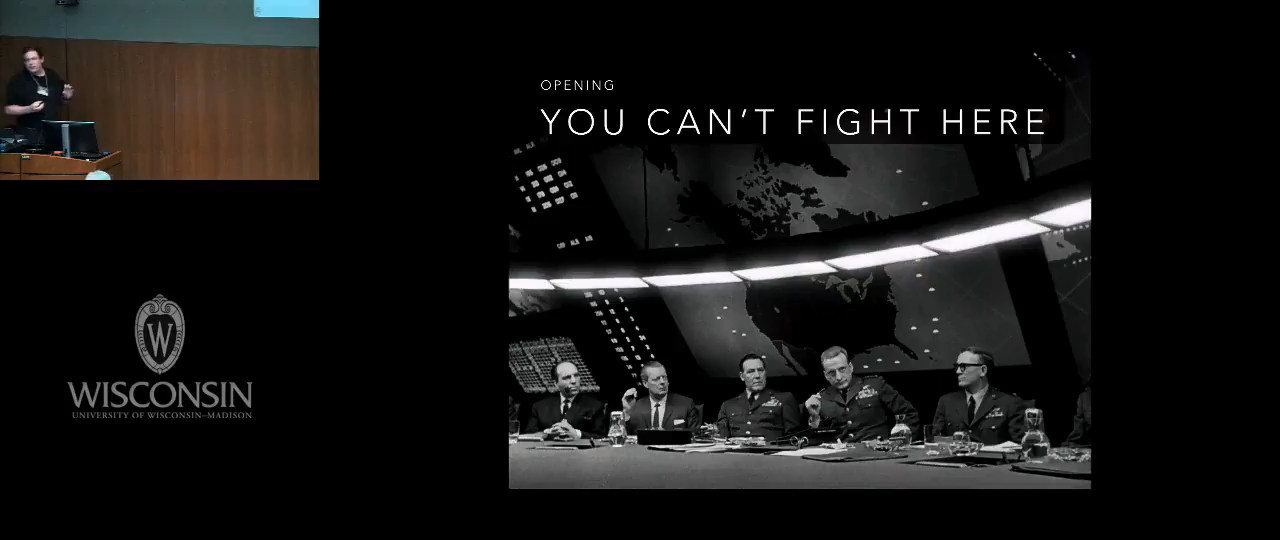 OPENING
YOU CAN'T FIGHT HERE
W
WISCONSIN
UNIVERSITY OF WISCONSIN–MADISON